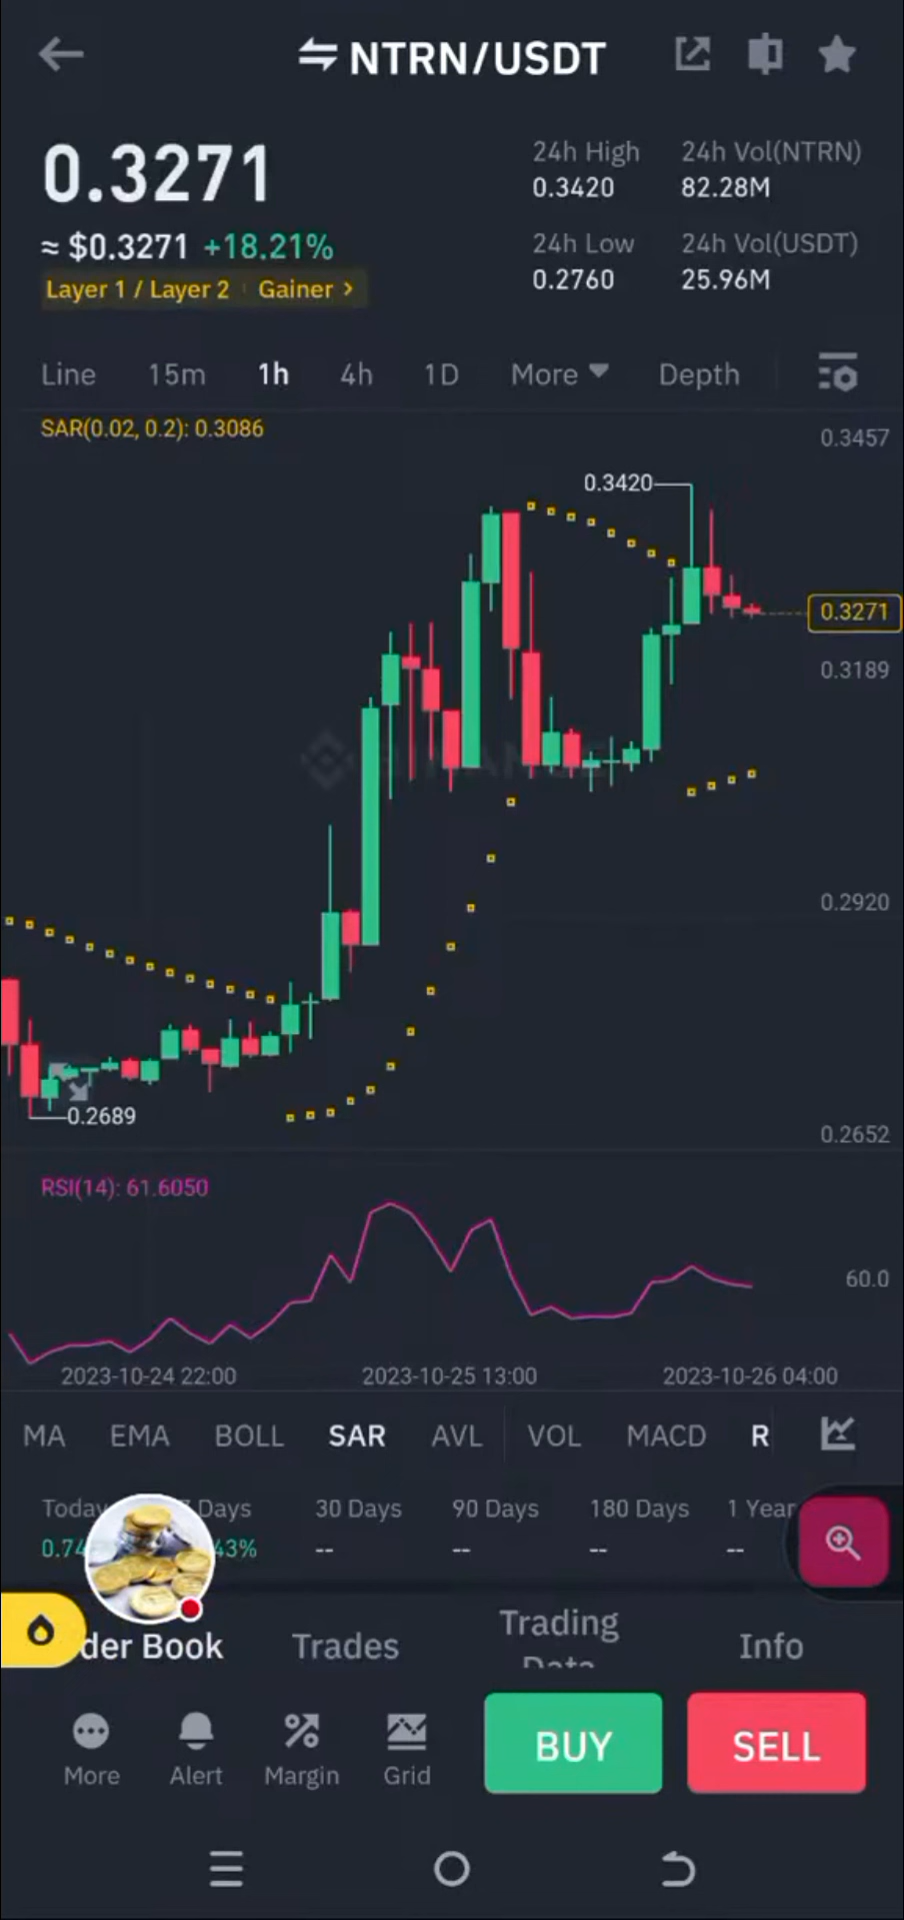 NTRN/USDT
0.3271
24h High
24h Vol(NTRN)
0.3420
82.28M
≈ $0.3271 +18.21%
24h Low
24h Vol(USDT)
0.2760
25.96M
Layer 1 / Layer 2 Gainer >
Line 15m 1h 4h 1D More Depth
SAR(0.02, 0.2): 0.3086
0.3457
0.3420
0.3271
0.3189
0.2920
0.2689
0.2652
RSI(14): 61.6050
60.0
2023-10-24 22:00 2023-10-25 13:00 2023-10-26 04:00
MA EMA BOLL SAR AVL VOL MACD R
Today Days 30 Days 90 Days 180 Days 1 Year
0.74 43% -- -- -- --
der Book Trades Trading Data Info
More Alert Margin Grid BUY SELL